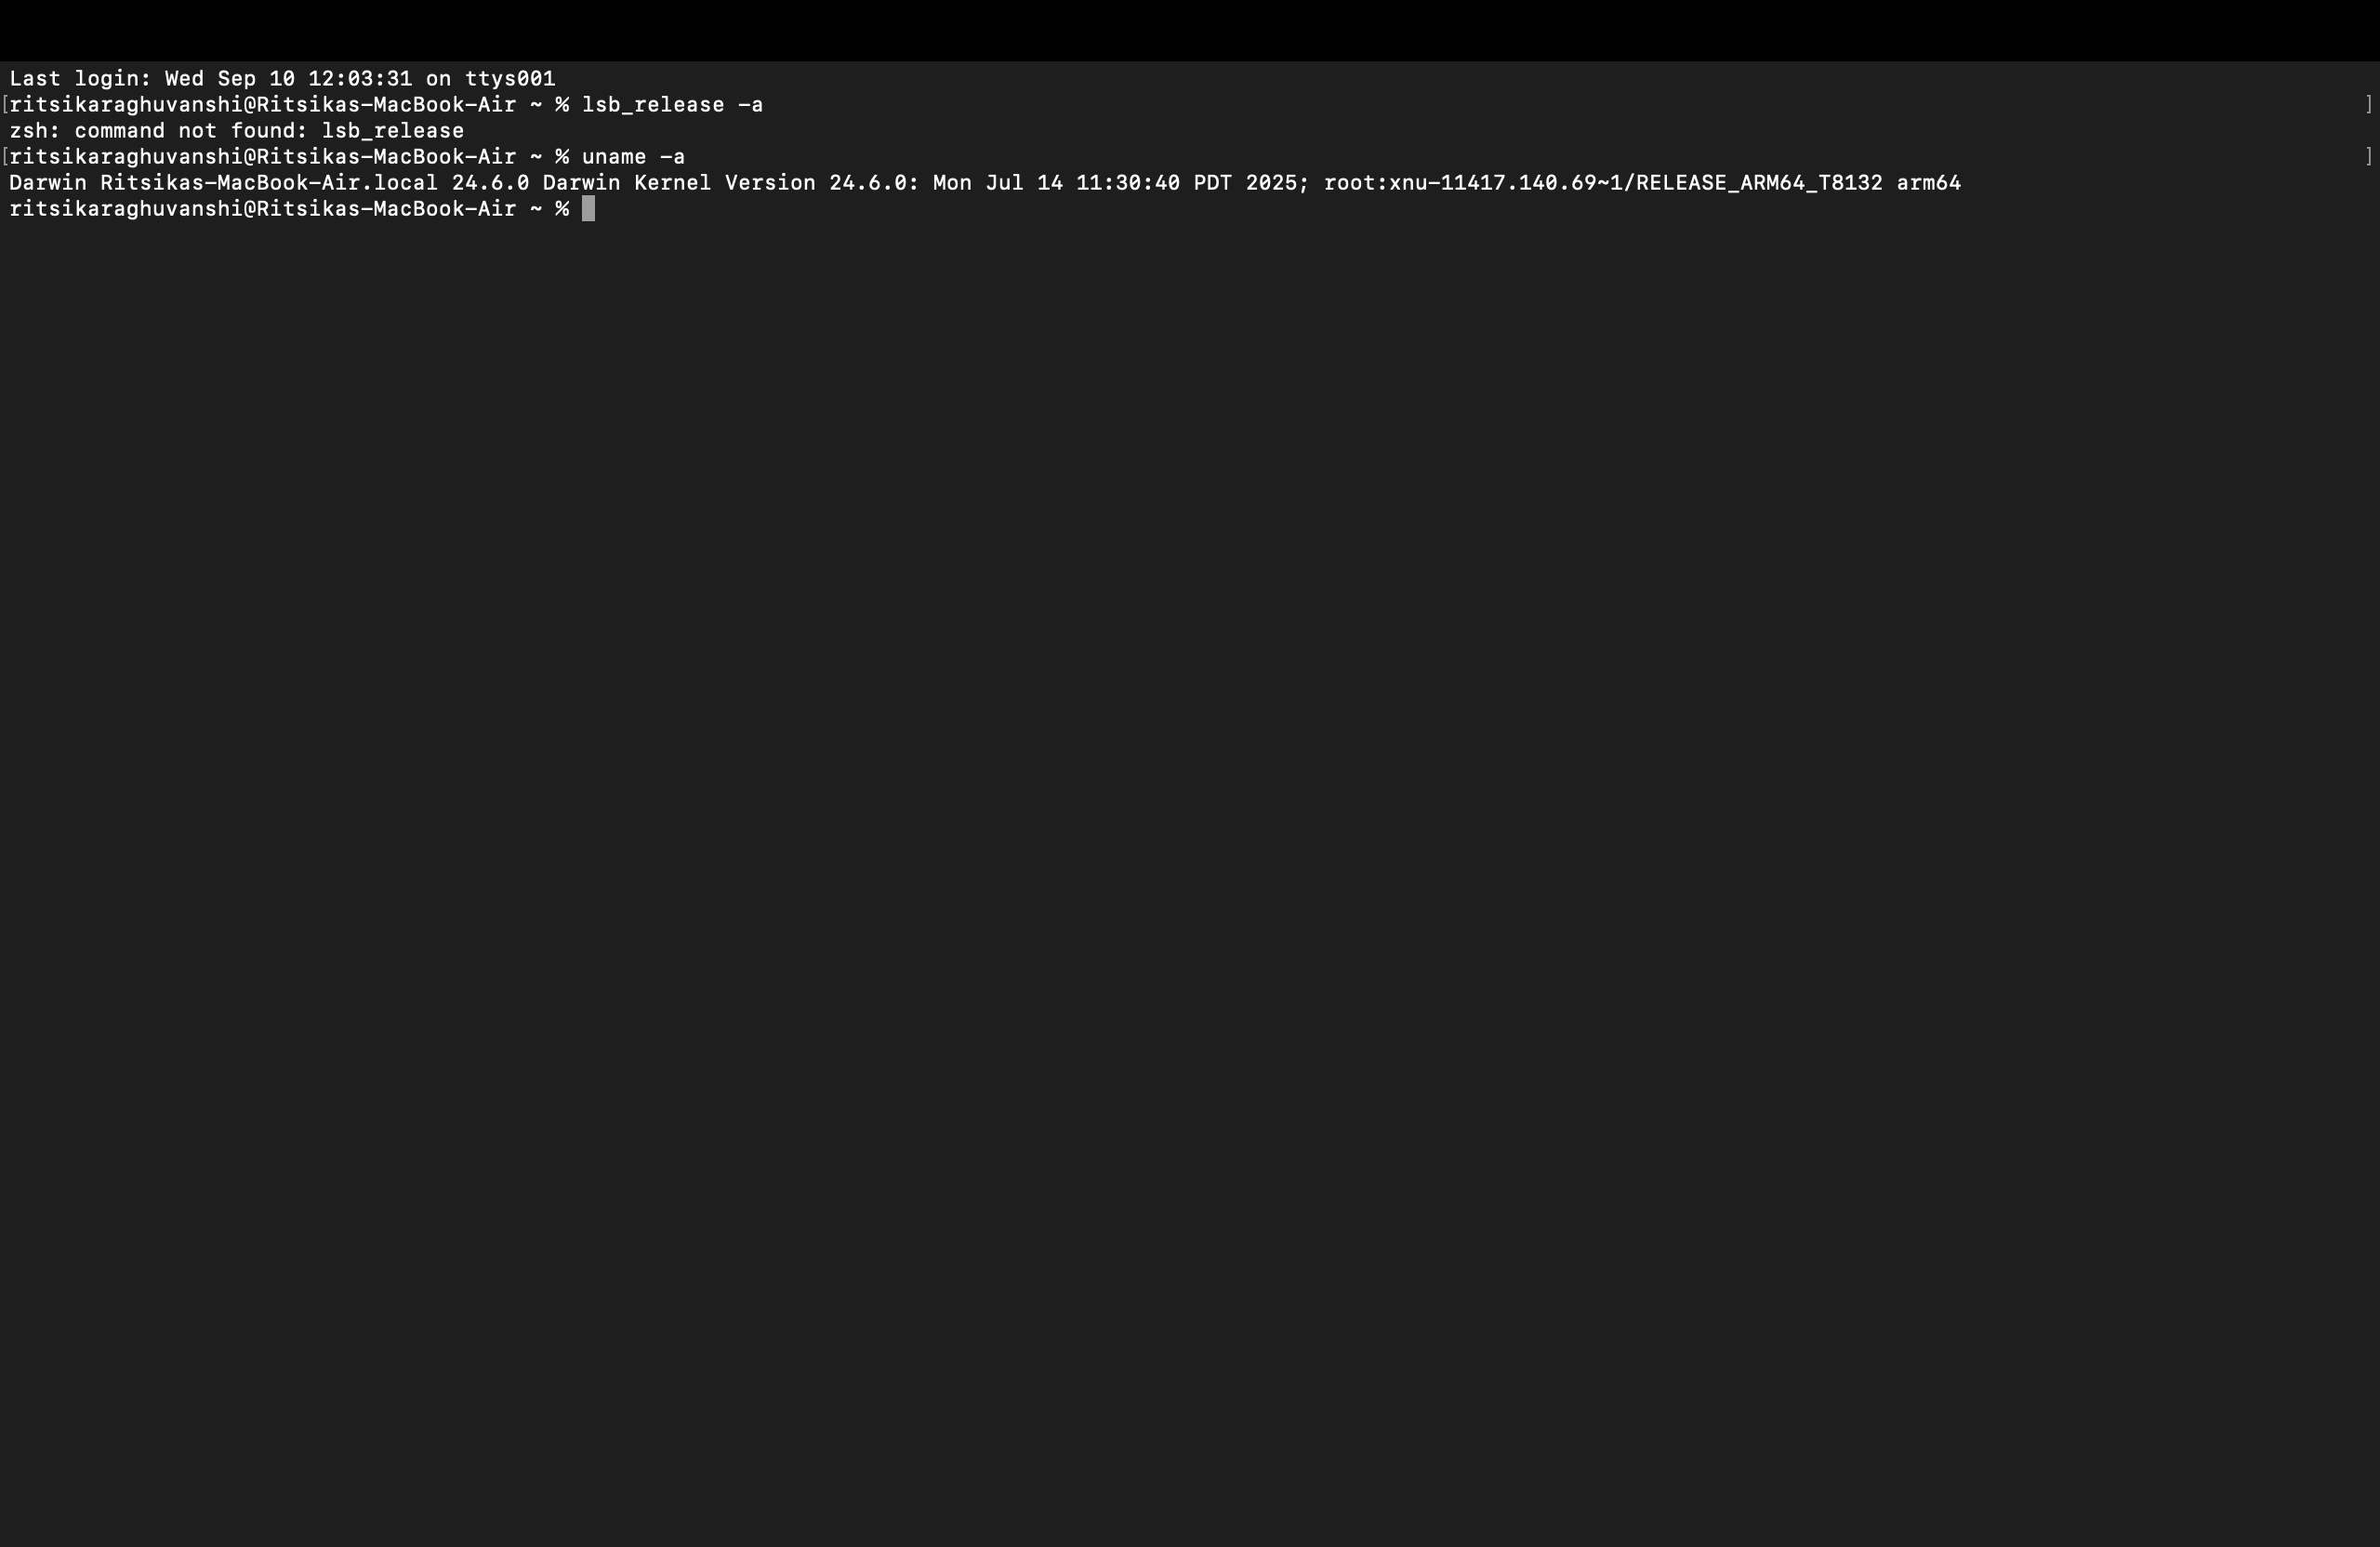 Last login: Wed Sep 10 12:03:31 on ttys001
[ritsikaraghuvanshi@Ritsikas-MacBook-Air ~ % lsb_release -a ]
zsh: command not found: lsb_release
[ritsikaraghuvanshi@Ritsikas-MacBook-Air ~ % uname -a ]
Darwin Ritsikas-MacBook-Air.local 24.6.0 Darwin Kernel Version 24.6.0: Mon Jul 14 11:30:40 PDT 2025; root:xnu-11417.140.69~1/RELEASE_ARM64_T8132 arm64
ritsikaraghuvanshi@Ritsikas-MacBook-Air ~ %